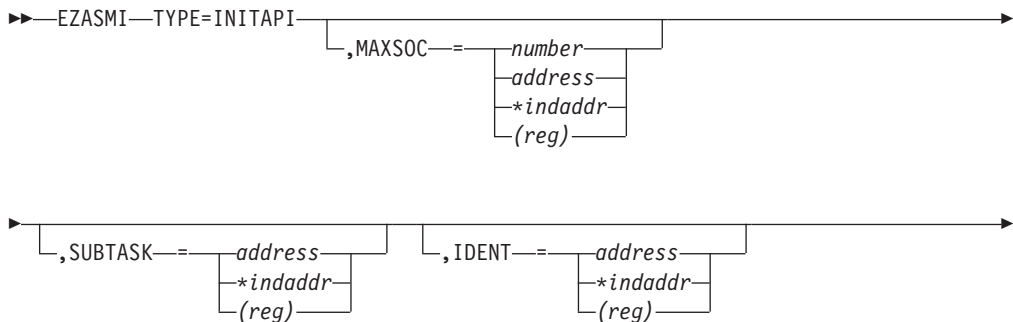 EZASMI TYPE=INITAPI
,MAXSOC = number
address
*indaddr
(reg)
,SUBTASK = address ,IDENT = address
*indaddr *indaddr
(reg) (reg)